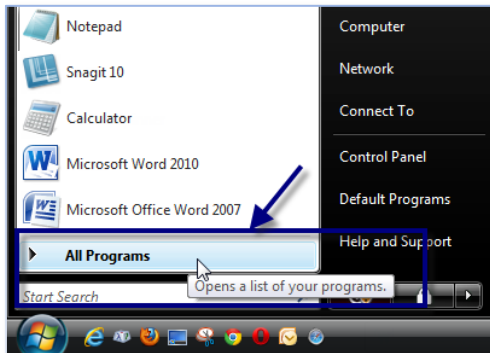 Notepad
Snagit 10
Calculator
Microsoft Word 2010
Microsoft Office Word 2007
All Programs
Opens a list of your programs.
Start Search
Computer
Network
Connect To
Control Panel
Default Programs
Help and Support